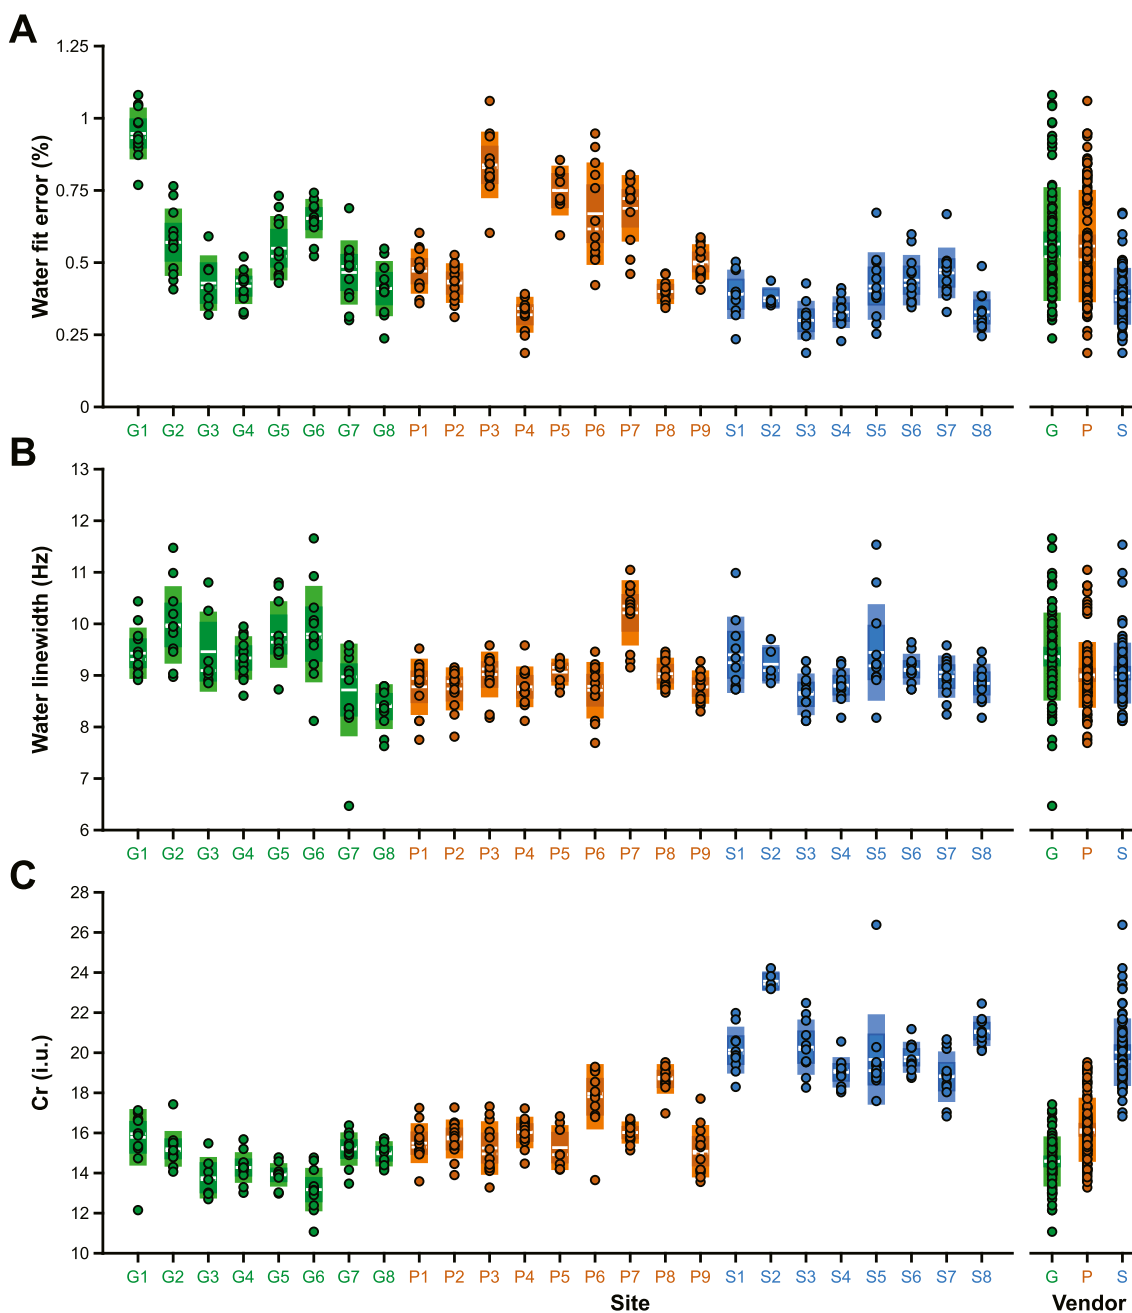 A
Water fit error (%)
1.25
1
0.75
0.5
0.25
0
G1 G2 G3 G4 G5 G6 G7 G8 P1 P2 P3 P4 P5 P6 P7 P8 P9 S1 S2 S3 S4 S5 S6 S7 S8 G P S
B
Water linewidth (Hz)
13
12
11
10
9
8
7
6
G1 G2 G3 G4 G5 G6 G7 G8 P1 P2 P3 P4 P5 P6 P7 P8 P9 S1 S2 S3 S4 S5 S6 S7 S8 G P S
C
Cr (i.u.)
28
26
24
22
20
18
16
14
12
10
G1 G2 G3 G4 G5 G6 G7 G8 P1 P2 P3 P4 P5 P6 P7 P8 P9 S1 S2 S3 S4 S5 S6 S7 S8 G P S
Site Vendor